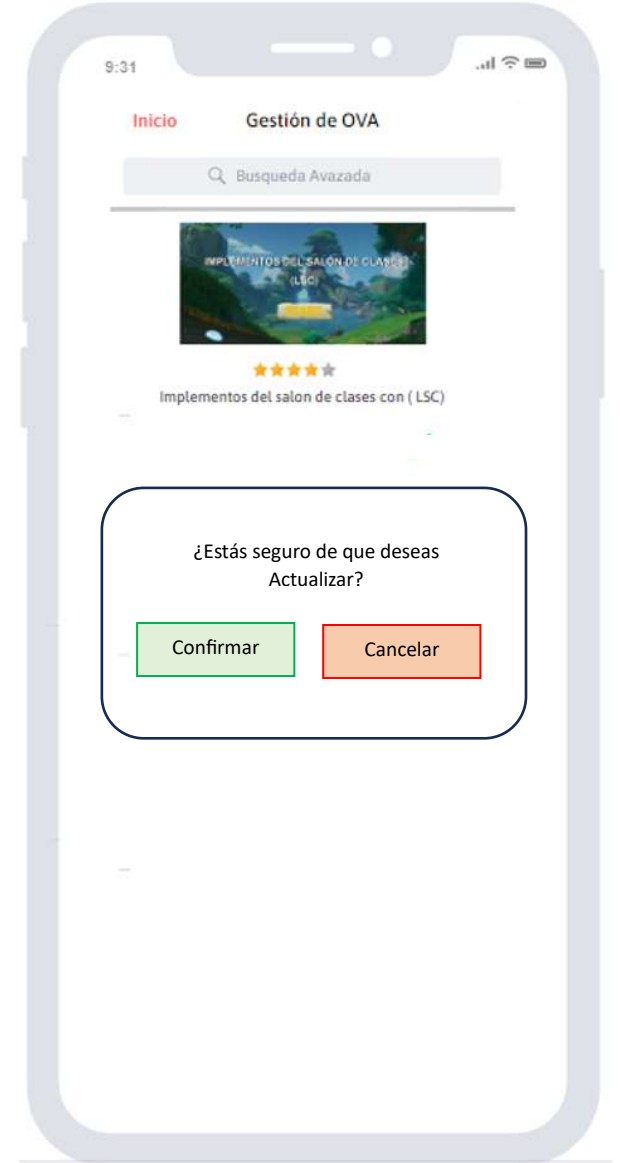 9:31
Inicio
Gestión de OVA
Busqueda Avazada
IMPLEMENTOS DEL SALÓN DE CLASES
(LSC)
Implementos del salon de clases con ( LSC)
¿Estás seguro de que deseas
Actualizar?
Confirmar
Cancelar